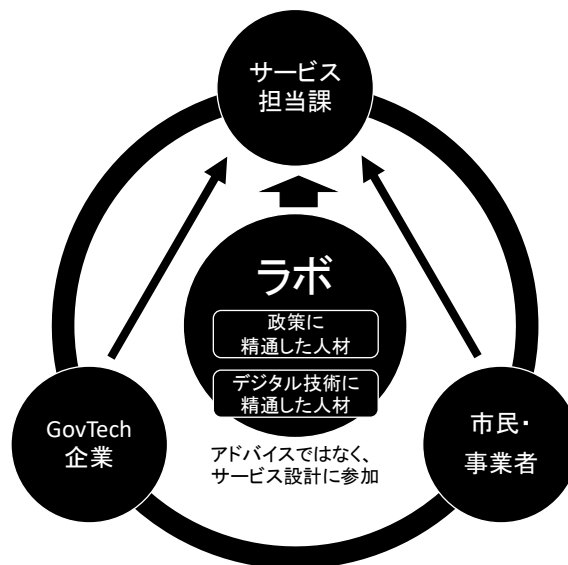 サービス
担当課
ラボ
政策に
精通した人材
デジタル技術に
精通した人材
GovTech
企業
市民・
事業者
アドバイスではなく、
サービス設計に参加